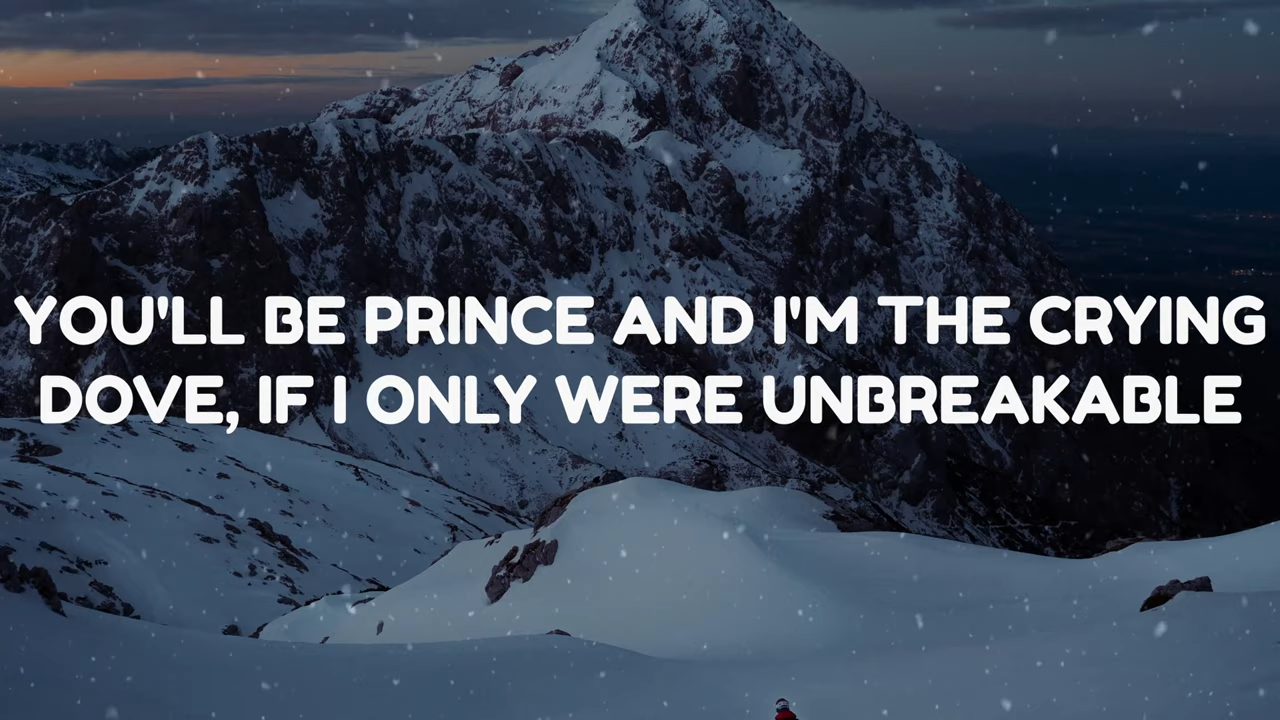 YOU'LL BE PRINCE AND I'M THE CRYING
DOVE, IF I ONLY WERE UNBREAKABLE